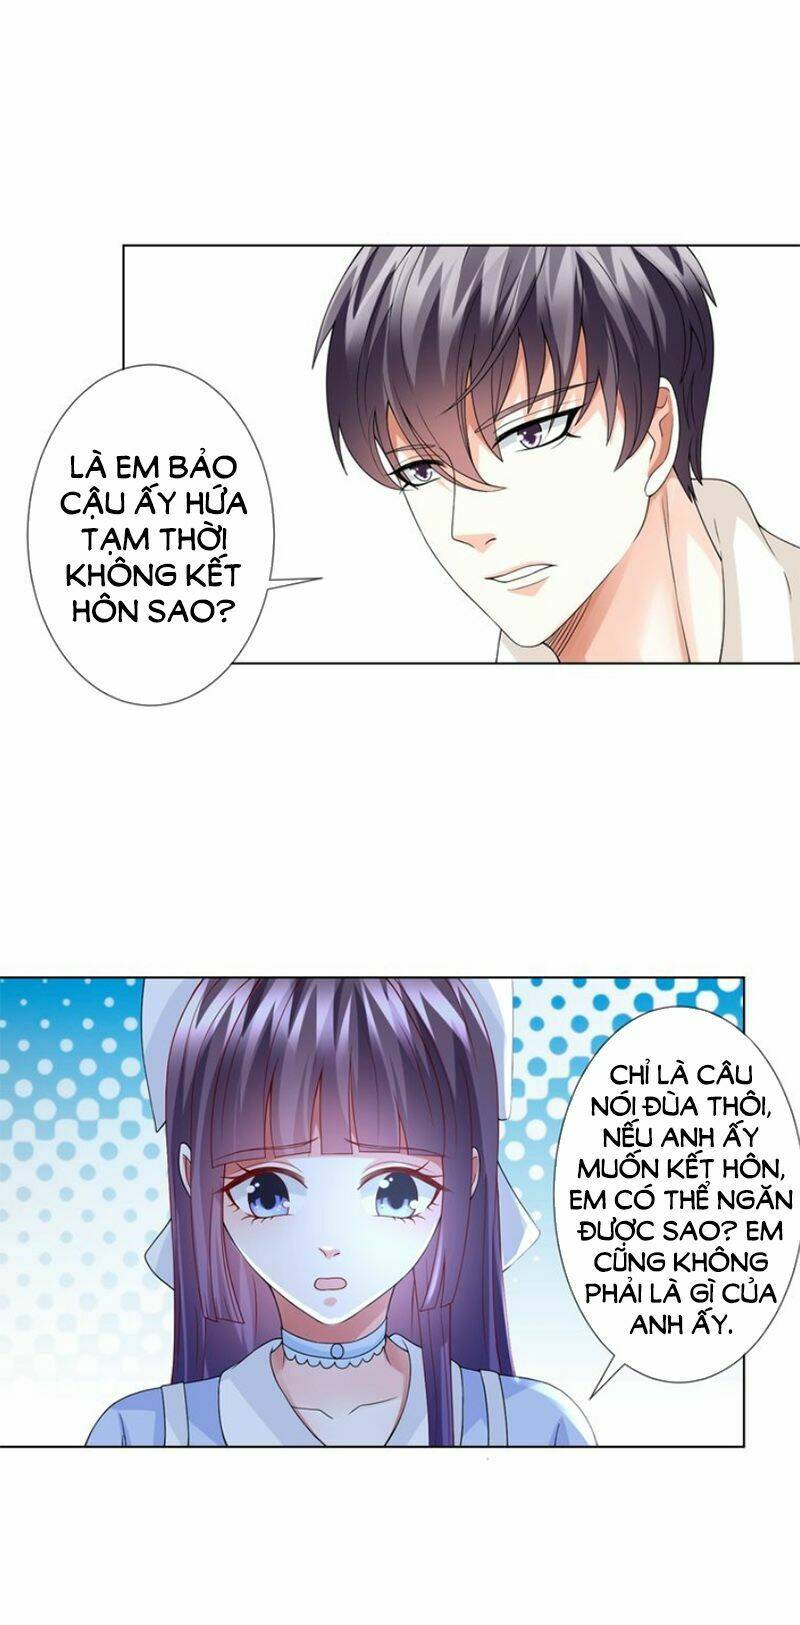 LÀ EM BẢO
CẬU ẤY HỨA
TẠM THỜI
KHÔNG KẾT
HÔN SAO?
CHỈ LÀ CÂU
NÓI ĐÙA THÔI,
NẾU ANH ẤY
MUỐN KẾT HÔN,
EM CÓ THỂ NGĂN
ĐƯỢC SAO? EM
CŨNG KHÔNG
PHẢI LÀ GÌ CỦA
ANH ẤY.